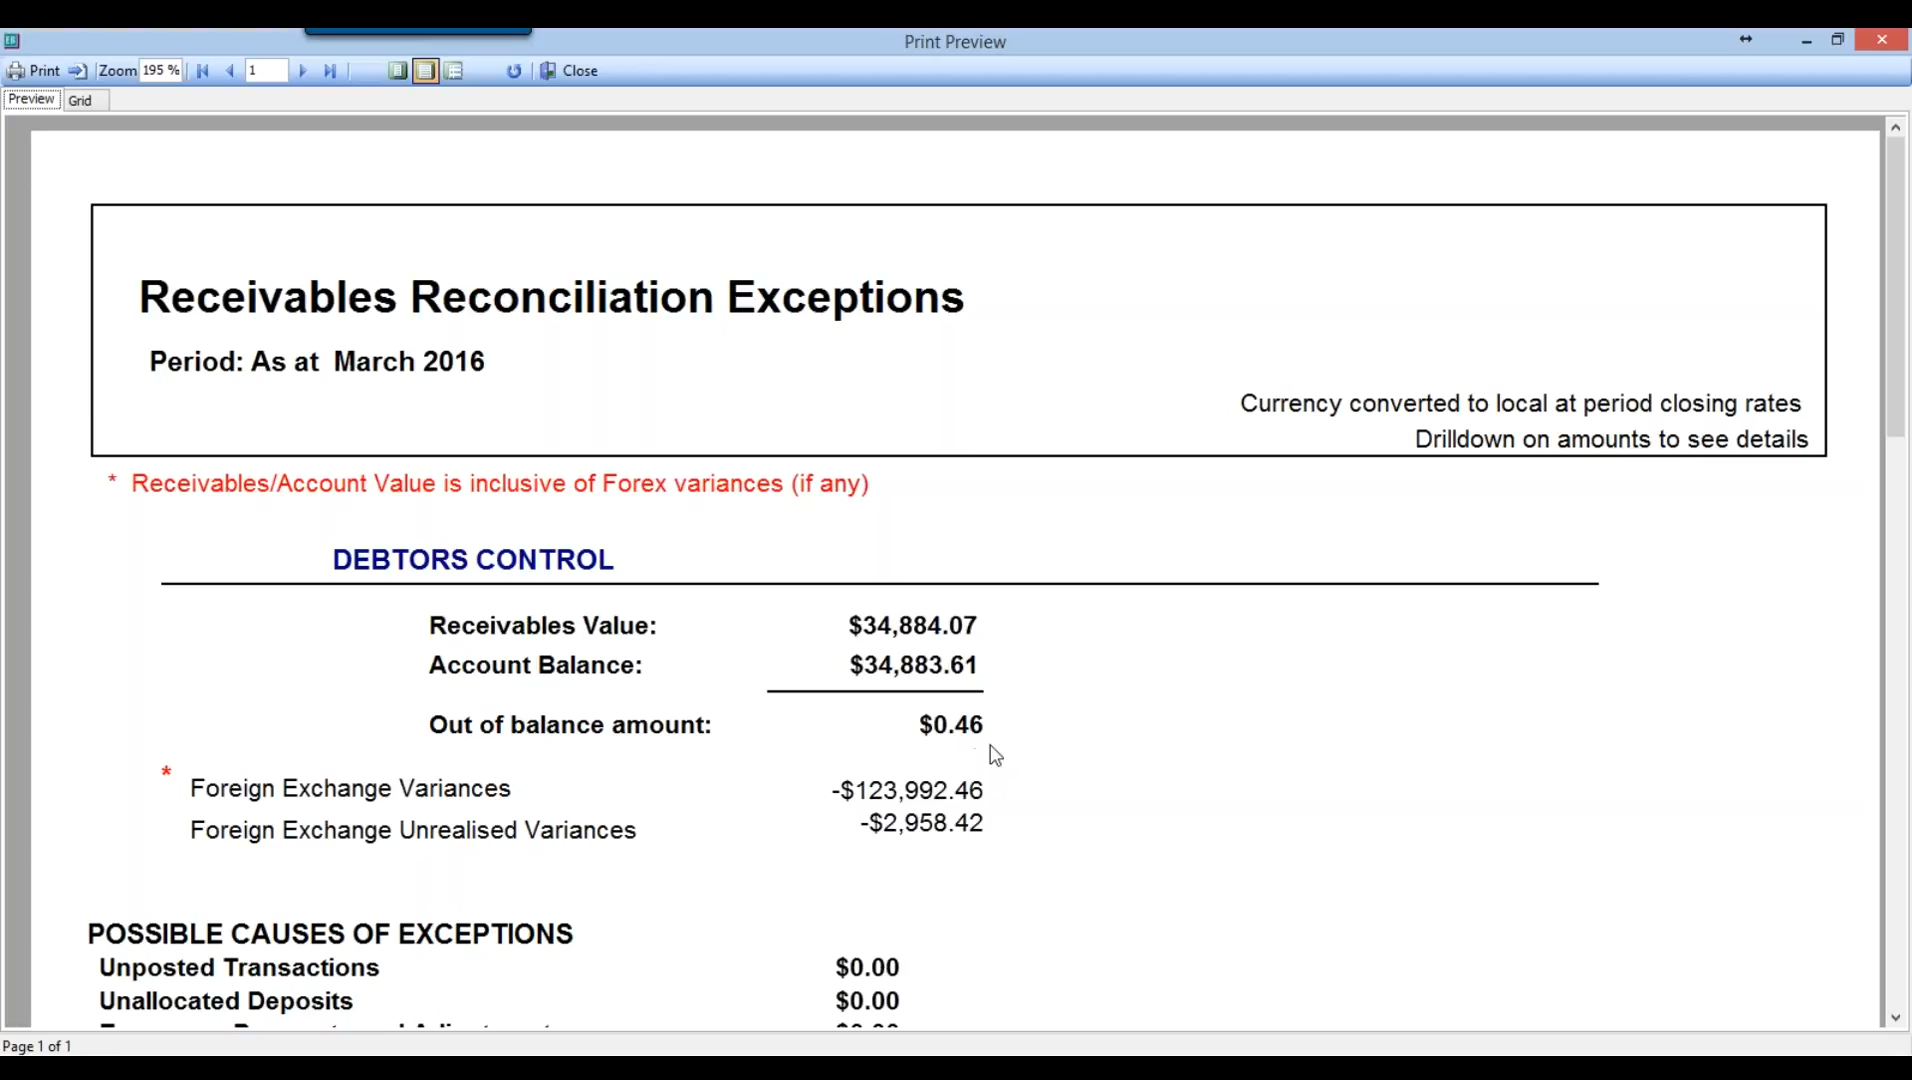 Print Preview
Print Zoom 195 % 1 Close
Preview Grid
Receivables Reconciliation Exceptions
Period: As at March 2016
Currency converted to local at period closing rates
Drilldown on amounts to see details
* Receivables/Account Value is inclusive of Forex variances (if any)
DEBTORS CONTROL
Receivables Value: $34,884.07
Account Balance: $34,883.61
Out of balance amount: $0.46
*
Foreign Exchange Variances -$123,992.46
Foreign Exchange Unrealised Variances -$2,958.42
POSSIBLE CAUSES OF EXCEPTIONS
Unposted Transactions $0.00
Unallocated Deposits $0.00
Page 1 of 1